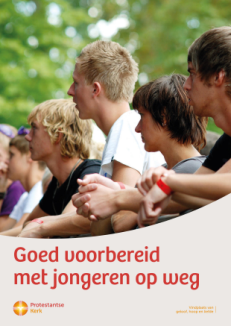 Goed voorbereid
met jongeren op weg
Protestantse
Kerk